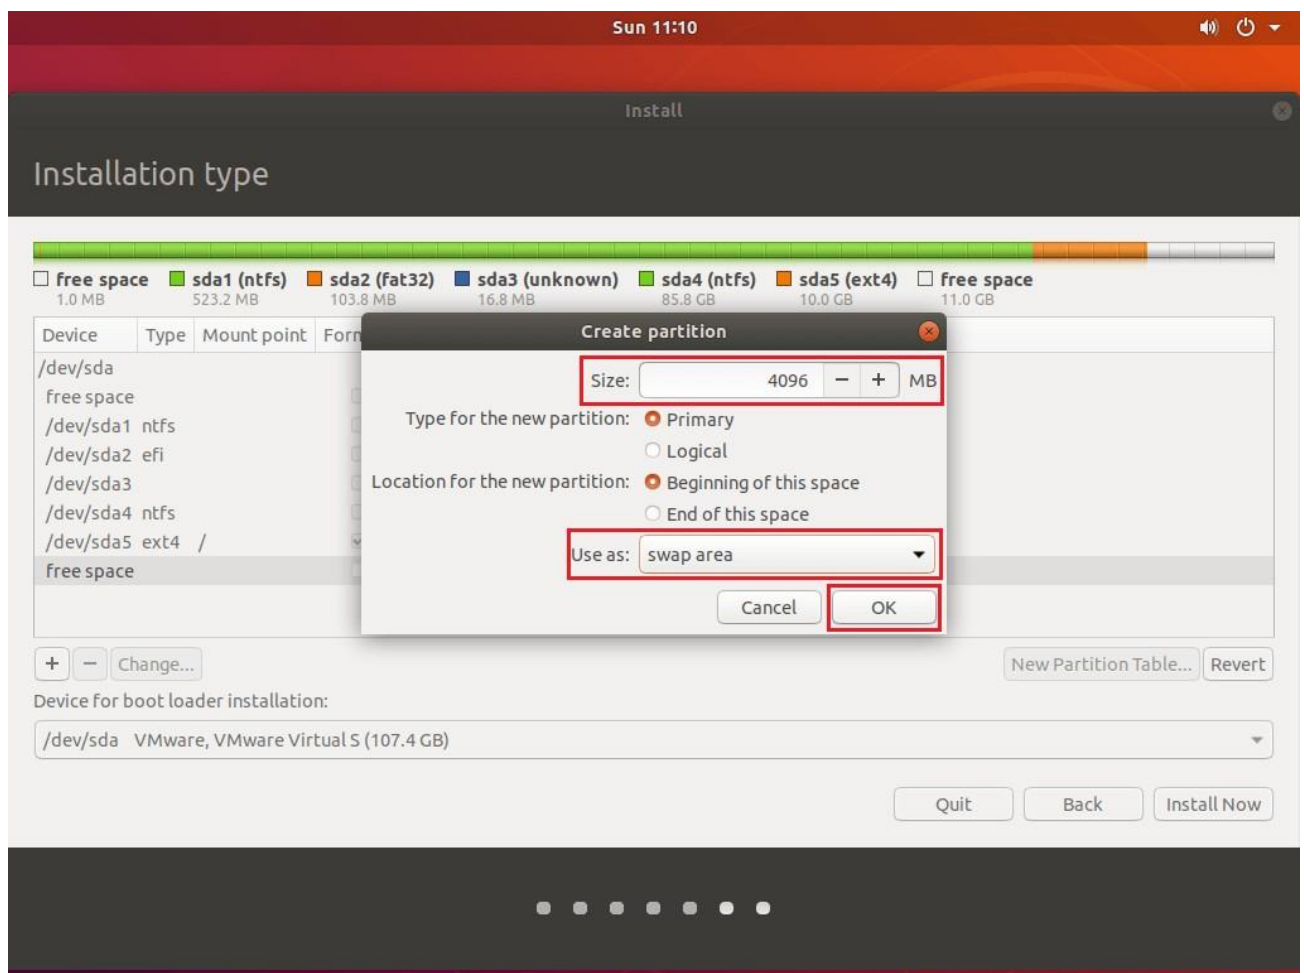 Sun 11:10
Install
Installation type
free space sda1 (ntfs) sda2 (fat32) sda3 (unknown) sda4 (ntfs) sda5 (ext4) free space
1.0 MB 523.2 MB 103.8 MB 16.8 MB 85.8 GB 10.0 GB 11.0 GB
Device Type Mount point Form
/dev/sda
free space
/dev/sda1 ntfs
/dev/sda2 efi
/dev/sda3
/dev/sda4 ntfs
/dev/sda5 ext4 /
free space
Create partition
Size: 4096 − + MB
Type for the new partition: Primary
Logical
Location for the new partition: Beginning of this space
End of this space
Use as: swap area
Cancel OK
+ − Change... New Partition Table... Revert
Device for boot loader installation:
/dev/sda VMware, VMware Virtual S (107.4 GB)
Quit Back Install Now